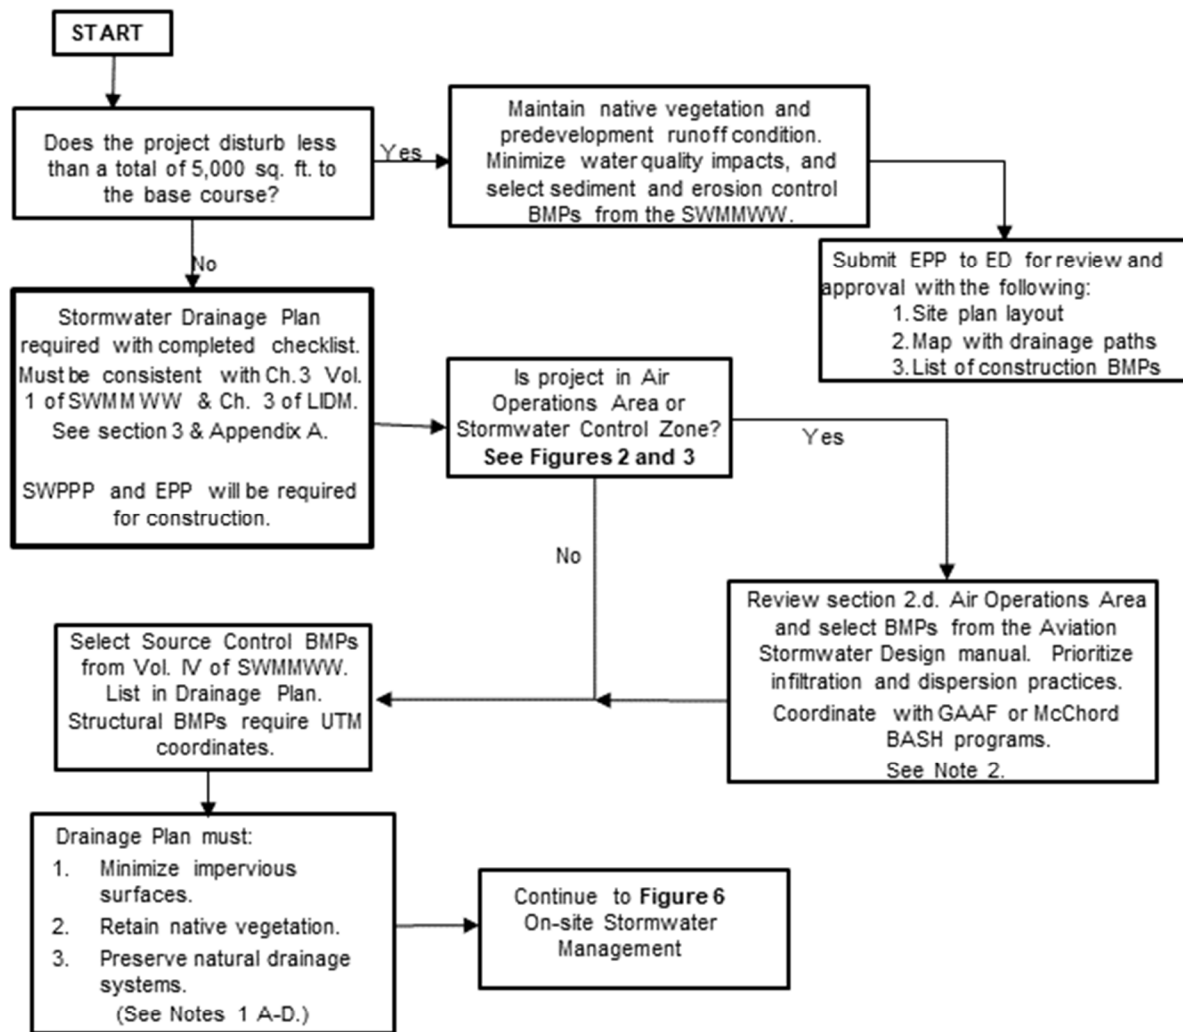 START
Does the project disturb less
than a total of 5,000 sq. ft. to
the base course?
Yes
Maintain native vegetation and
predevelopment runoff condition.
Minimize water quality impacts, and
select sediment and erosion control
BMPs from the SWMMWW.
Submit EPP to ED for review and
approval with the following:
1. Site plan layout
2. Map with drainage paths
3. List of construction BMPs
No
Stormwater Drainage Plan
required with completed checklist.
Must be consistent with Ch. 3 Vol.
1 of SWMMWW & Ch. 3 of LIDM.
See section 3 & Appendix A.
SWPPP and EPP will be required
for construction.
Is project in Air
Operations Area or
Stormwater Control Zone?
See Figures 2 and 3
Yes
No
Review section 2.d. Air Operations Area
and select BMPs from the Aviation
Stormwater Design manual. Prioritize
infiltration and dispersion practices.
Coordinate with GAAF or McChord
BASH programs.
See Note 2.
Select Source Control BMPs
from Vol. IV of SWMMWW.
List in Drainage Plan.
Structural BMPs require UTM
coordinates.
Drainage Plan must:
1. Minimize impervious
surfaces.
2. Retain native vegetation.
3. Preserve natural drainage
systems.
(See Notes 1 A-D.)
Continue to Figure 6
On-site Stormwater
Management